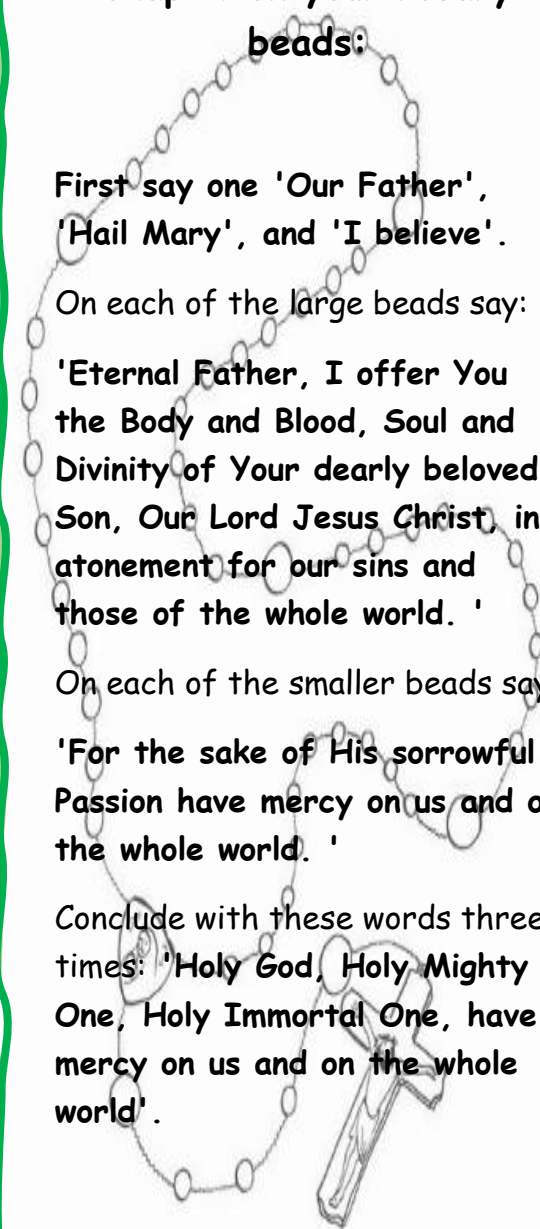 beads:
First say one 'Our Father',
'Hail Mary', and 'I believe'.
On each of the large beads say:
'Eternal Father, I offer You
the Body and Blood, Soul and
Divinity of Your dearly beloved
Son, Our Lord Jesus Christ, in
atonement for our sins and
those of the whole world. '
On each of the smaller beads say
'For the sake of His sorrowful
Passion have mercy on us and o
the whole world. '
Conclude with these words three
times: 'Holy God, Holy Mighty
One, Holy Immortal One, have
mercy on us and on the whole
world'.